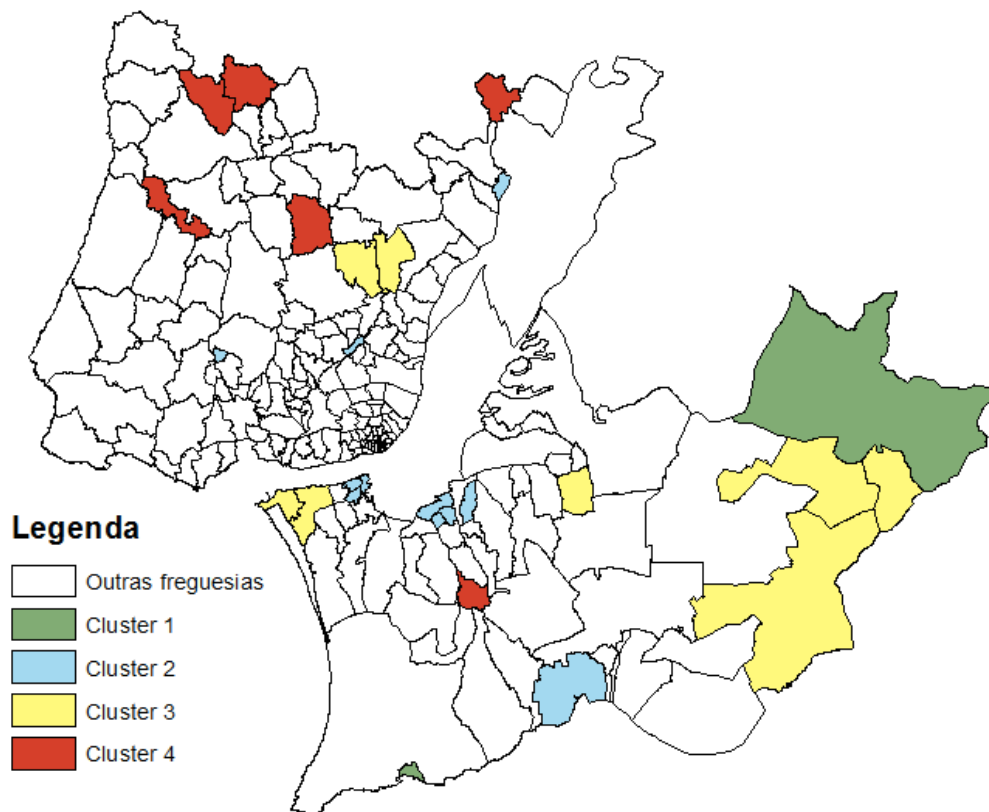 Legenda
Outras freguesias
Cluster 1
Cluster 2
Cluster 3
Cluster 4